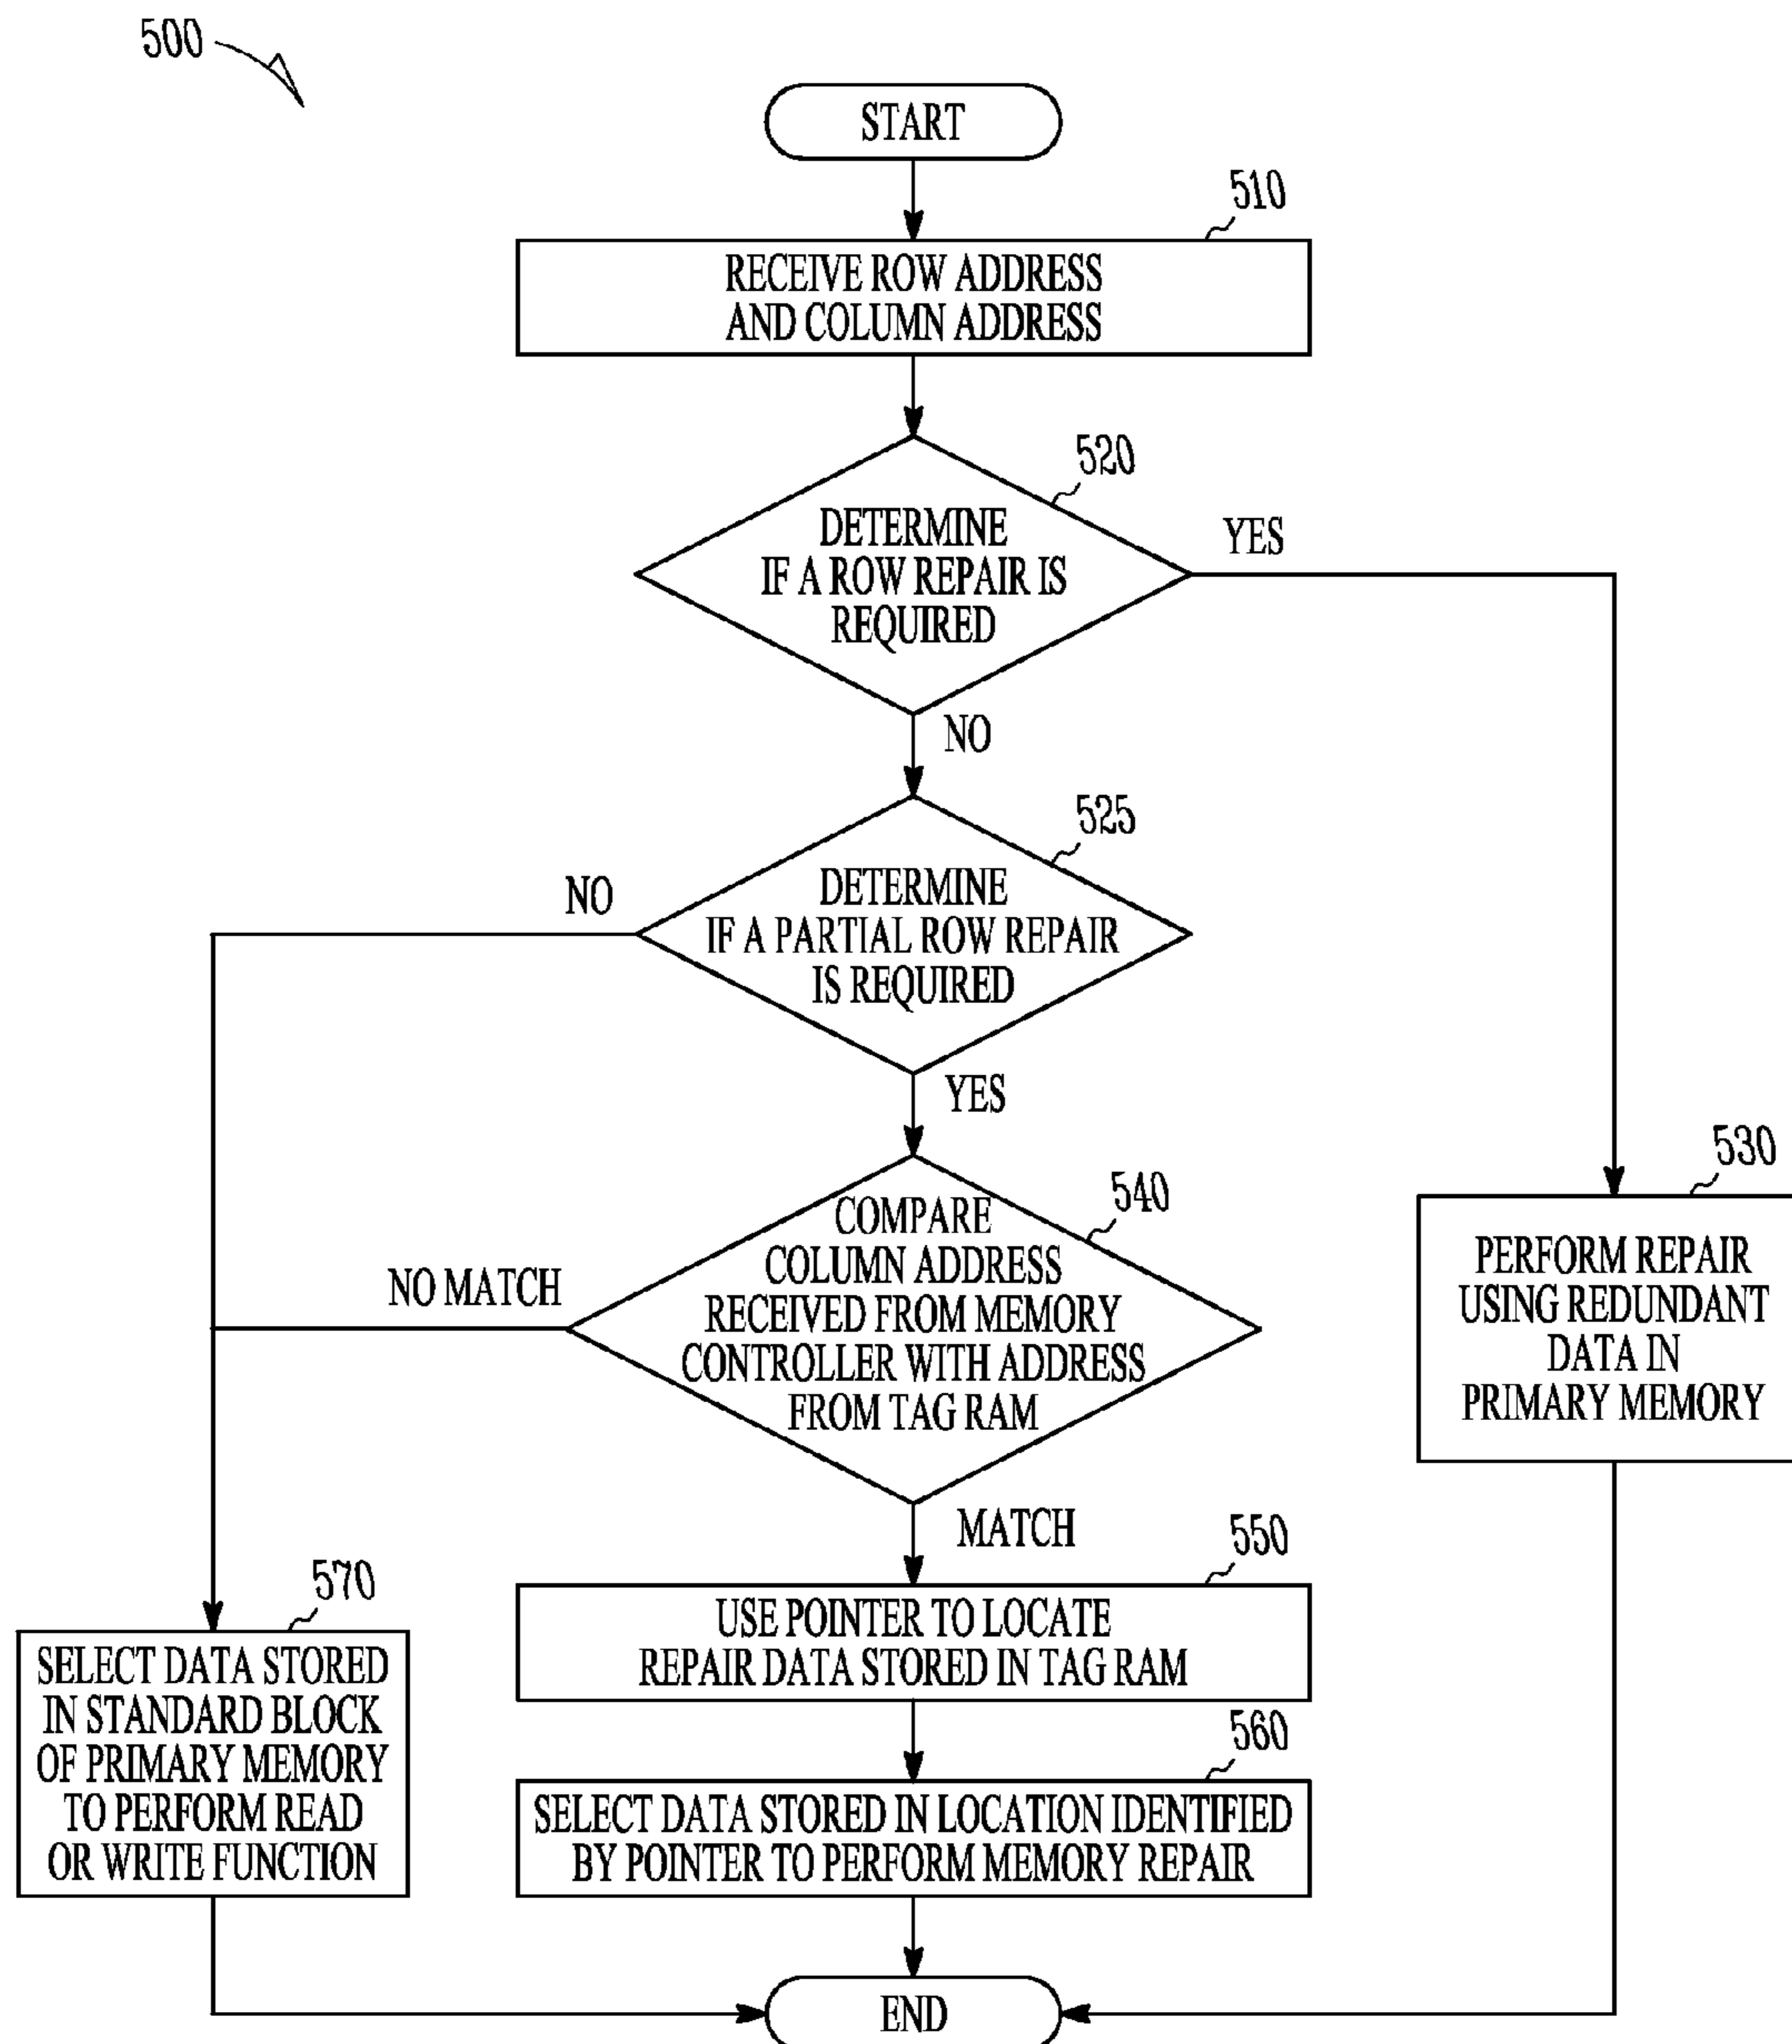 500
START
510
RECEIVE ROW ADDRESS
AND COLUMN ADDRESS
520
DETERMINE
IF A ROW REPAIR IS
REQUIRED
YES
NO
525
DETERMINE
IF A PARTIAL ROW REPAIR
IS REQUIRED
NO
YES
540
COMPARE
COLUMN ADDRESS
RECEIVED FROM MEMORY
CONTROLLER WITH ADDRESS
FROM TAG RAM
NO MATCH
MATCH
530
PERFORM REPAIR
USING REDUNDANT
DATA IN
PRIMARY MEMORY
550
USE POINTER TO LOCATE
REPAIR DATA STORED IN TAG RAM
570
SELECT DATA STORED
IN STANDARD BLOCK
OF PRIMARY MEMORY
TO PERFORM READ
OR WRITE FUNCTION
560
SELECT DATA STORED IN LOCATION IDENTIFIED
BY POINTER TO PERFORM MEMORY REPAIR
END